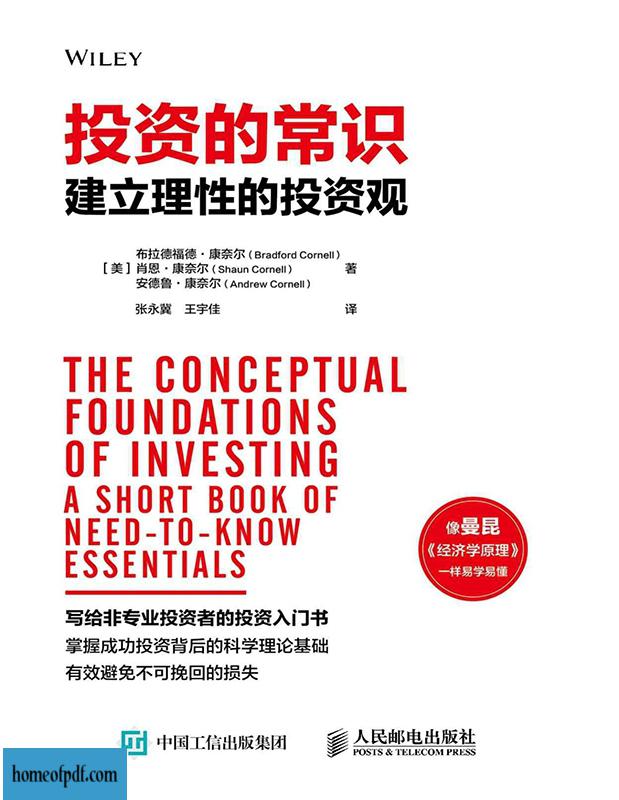 WILEY
投资的常识
建立理性的投资观
布拉德福德·康奈尔(Bradford Cornell)
[美]肖恩·康奈尔(Shaun Cornell) 著
安德鲁·康奈尔(Andrew Cornell)
张永冀 王宇佳 译
THE CONCEPTUAL
FOUNDATIONS
OF INVESTING
A SHORT BOOK OF
NEED-TO-KNOW
ESSENTIALS
像曼昆
《经济学原理》
一样易学易懂
写给非专业投资者的投资入门书
掌握成功投资背后的科学理论基础
有效避免不可挽回的损失
中国工信出版集团
人民邮电出版社
POSTS & TELECOM PRESS
homeofpdf.com